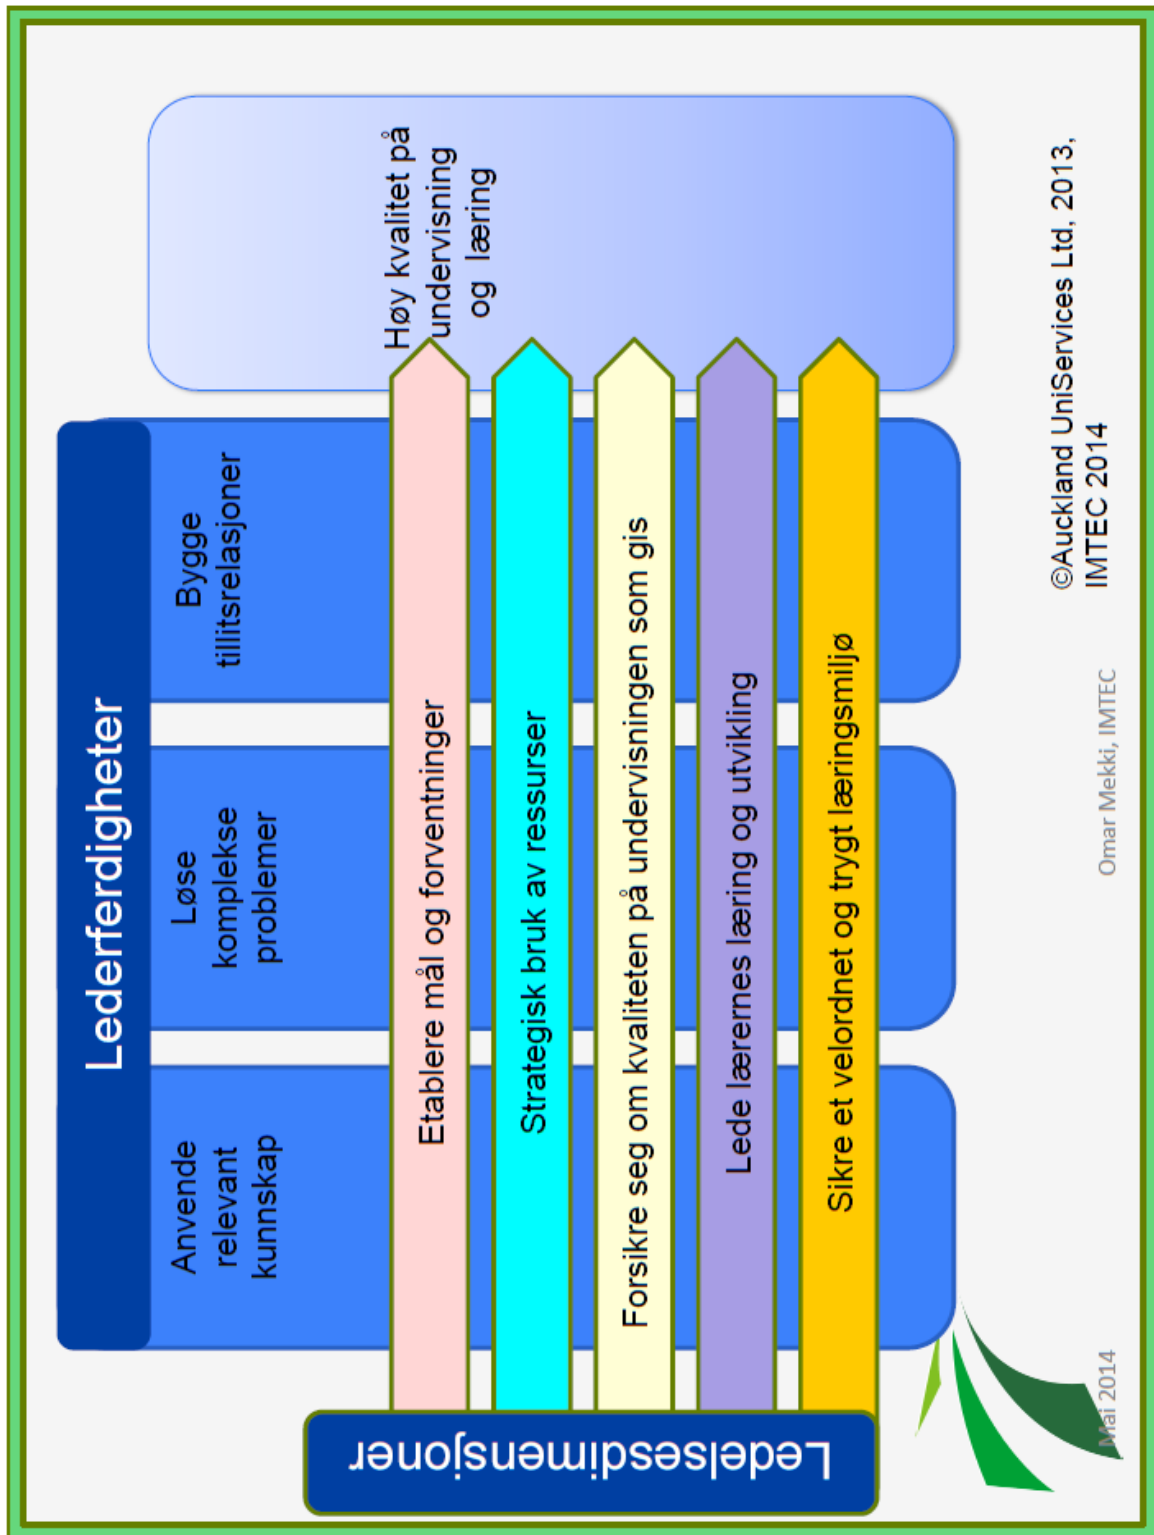 Lederferdigheter
Anvende
relevant
kunnskap
Løse
komplekse
problemer
Bygge
tillitsrelasjoner
Ledelsesdimensjoner
Etablere mål og forventninger
Strategisk bruk av ressurser
Forsikre seg om kvaliteten på undervisningen som gis
Lede lærernes læring og utvikling
Sikre et velordnet og trygt læringsmiljø
Høy kvalitet på
undervisning
og læring
©Auckland UniServices Ltd, 2013,
IMTEC 2014
Mai 2014
Omar Mekki, IMTEC